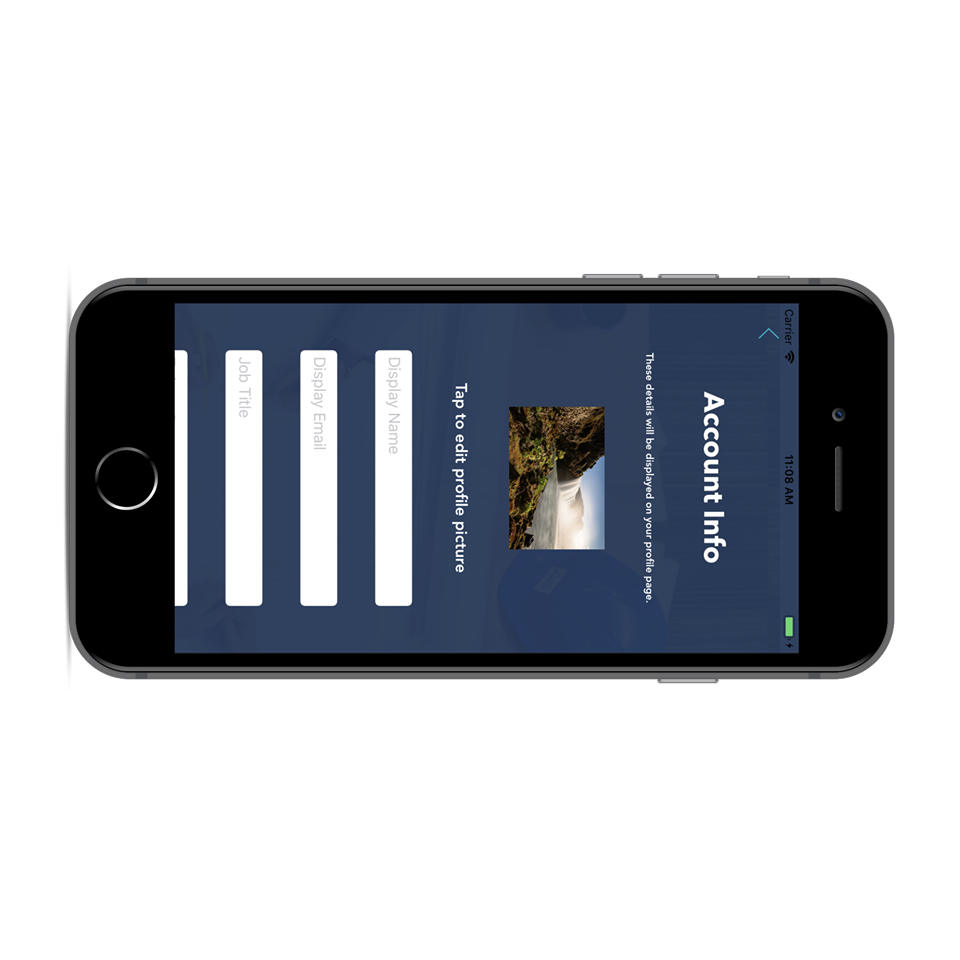 Carrier 11:08 AM
Account Info
These details will be displayed on your profile page.
Tap to edit profile picture
Display Name
Display Email
Job Title